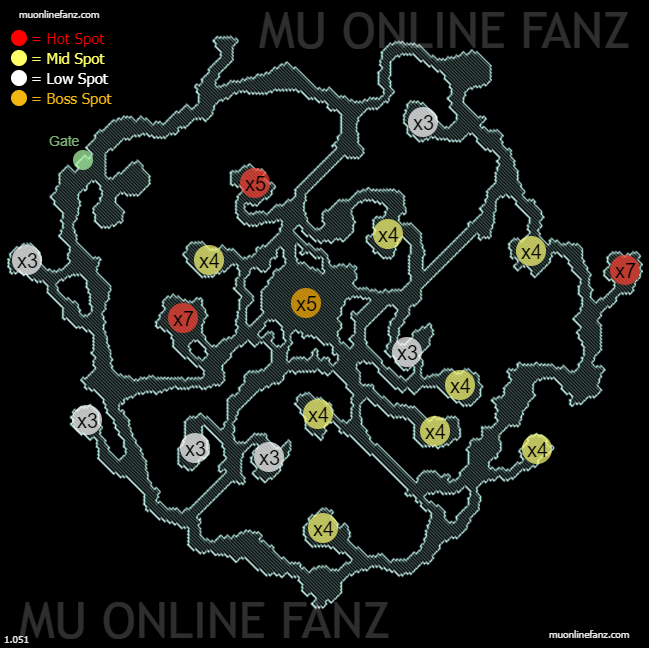 muonlinefanz.com
MU ONLINE FANZ
= Hot Spot
= Mid Spot
= Low Spot
= Boss Spot
Gate
x3
x5
x4
x4
x3
x4
x7
x5
x7
x3
x4
x4
x3
x4
x3
x3
x4
x4
MU ONLINE FANZ
1.051
muonlinefanz.com